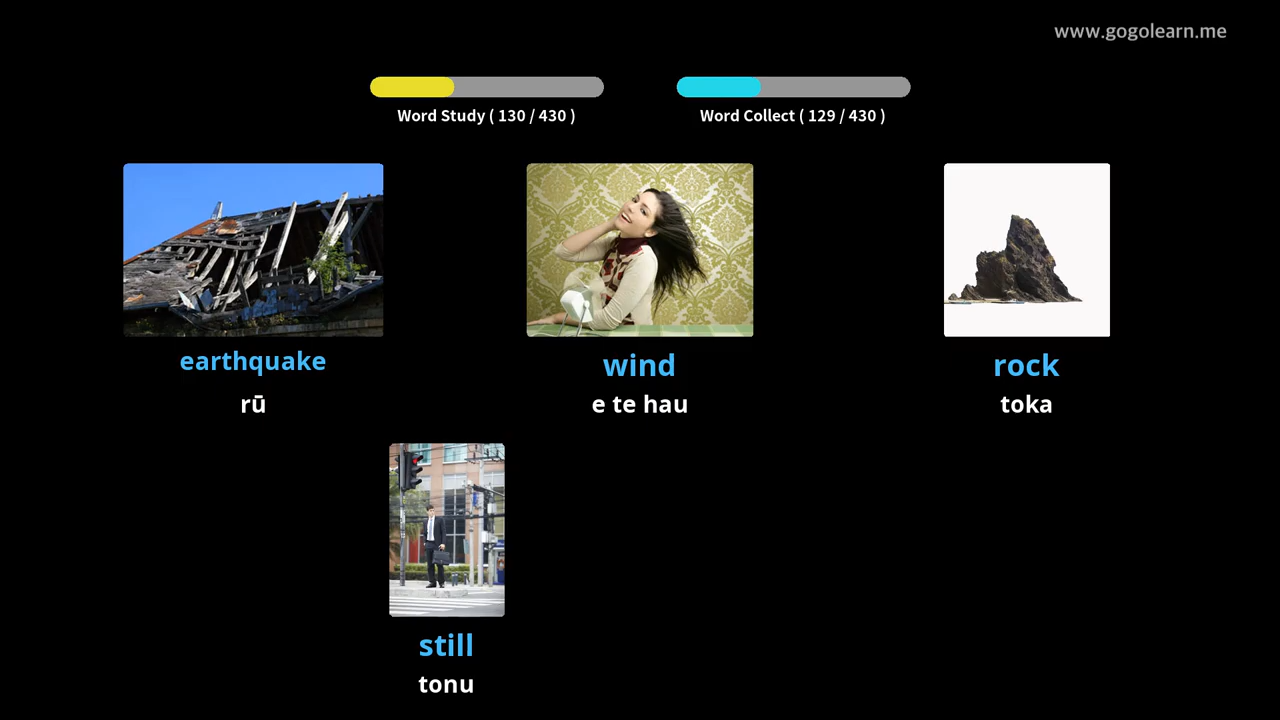 www.gogolearn.me
Word Study ( 130 / 430 )
Word Collect ( 129 / 430 )
earthquake
rū
wind
e te hau
rock
toka
still
tonu